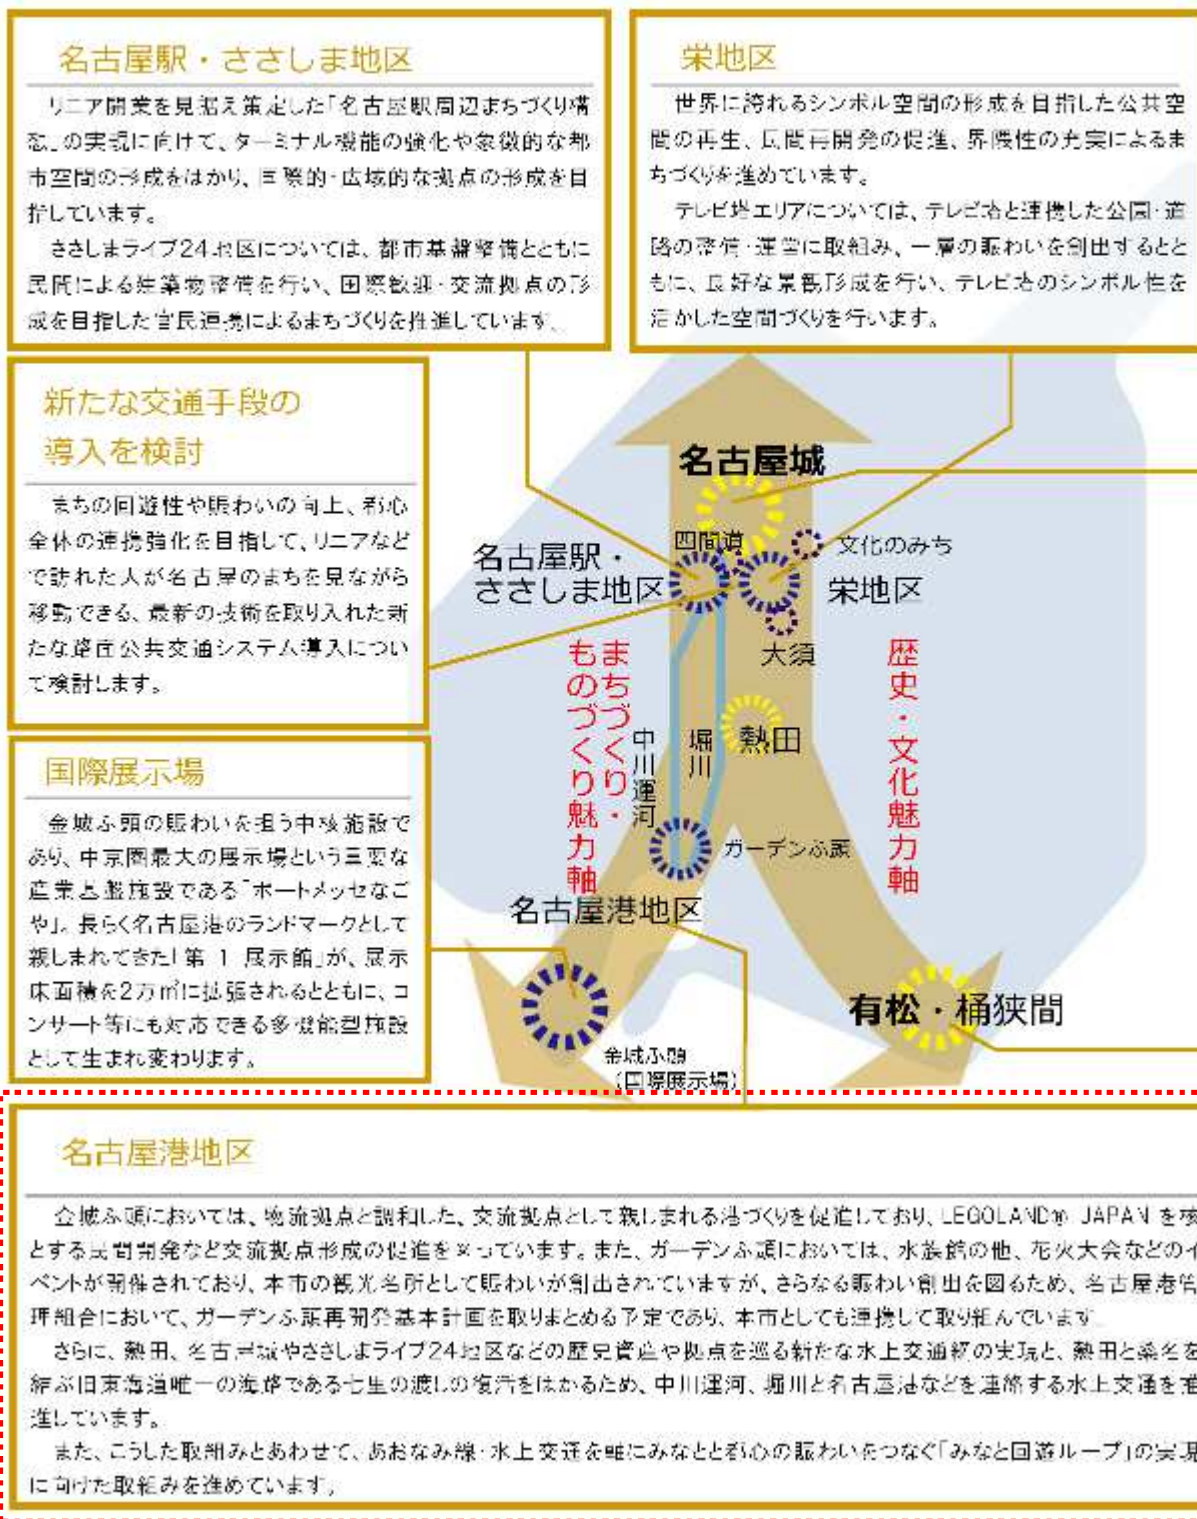 名古屋駅・ささしま地区
リニア開業を見据え策定した「名古屋駅周辺まちづくり構
想」の実現に向けて、ターミナル機能の強化や象徴的な都
市空間の形成をはかり、国際的・広域的な拠点の形成を目
指しています。
ささしまライブ24地区については、都市基盤整備とともに
民間による建築物整備を行い、国際歓迎・交流拠点の形
成を目指した官民連携によるまちづくりを推進しています。
栄地区
世界に誇れるシンボル空間の形成を目指した公共空
間の再生、民間再開発の促進、界隈性の充実によるま
ちづくりを進めています。
テレビ塔エリアについては、テレビ塔と連携した公園・道
路の整備・運営に取組み、一層の賑わいを創出するとと
もに、良好な景観形成を行い、テレビ塔のシンボル性を
活かした空間づくりを行います。
新たな交通手段の
導入を検討
まちの回遊性や賑わいの向上、都心
全体の連携強化を目指して、リニアなど
で訪れた人が名古屋のまちを見ながら
移動できる、最新の技術を取り入れた新
たな路面公共交通システム導入につい
て検討します。
国際展示場
金城ふ頭の賑わいを担う中核施設で
あり、中京圏最大の展示場という重要な
産業基盤施設である「ポートメッセなご
や」。長らく名古屋港のランドマークとして
親しまれてきた「第1展示館」が、展示
床面積を2万㎡に拡張されるとともに、コ
ンサート等にも対応できる多機能型施設
として生まれ変わります。
名古屋城
四間道
文化のみち
名古屋駅・
ささしま地区
栄地区
大須
まちづくり・
ものづくり魅力軸
歴史・文化魅力軸
中川運河
堀川
熱田
ガーデンふ頭
名古屋港地区
有松・桶狭間
金城ふ頭
(国際展示場)
名古屋港地区
金城ふ頭においては、物流拠点と調和した、交流拠点として親しまれる港づくりを促進しており、LEGOLAND® JAPANを核
とする民間開発など交流拠点形成の促進を図っています。また、ガーデンふ頭においては、水族館の他、花火大会などのイ
ベントが開催されており、本市の観光名所として賑わいが創出されていますが、さらなる賑わい創出を図るため、名古屋港管
理組合において、ガーデンふ頭再開発基本計画を取りまとめる予定であり、本市としても連携して取り組んでいます。
さらに、熱田、名古屋城やささしまライブ24地区などの歴史資産や拠点を巡る新たな水上交通網の実現と、熱田と桑名を
結ぶ旧東海道唯一の海路である七里の渡しの復活をはかるため、中川運河、堀川と名古屋港などを連絡する水上交通を推
進しています。
また、こうした取組みとあわせて、あおなみ線・水上交通を軸にみなとと都心の賑わいをつなぐ「みなと回遊ループ」の実現
に向けた取組みを進めています。